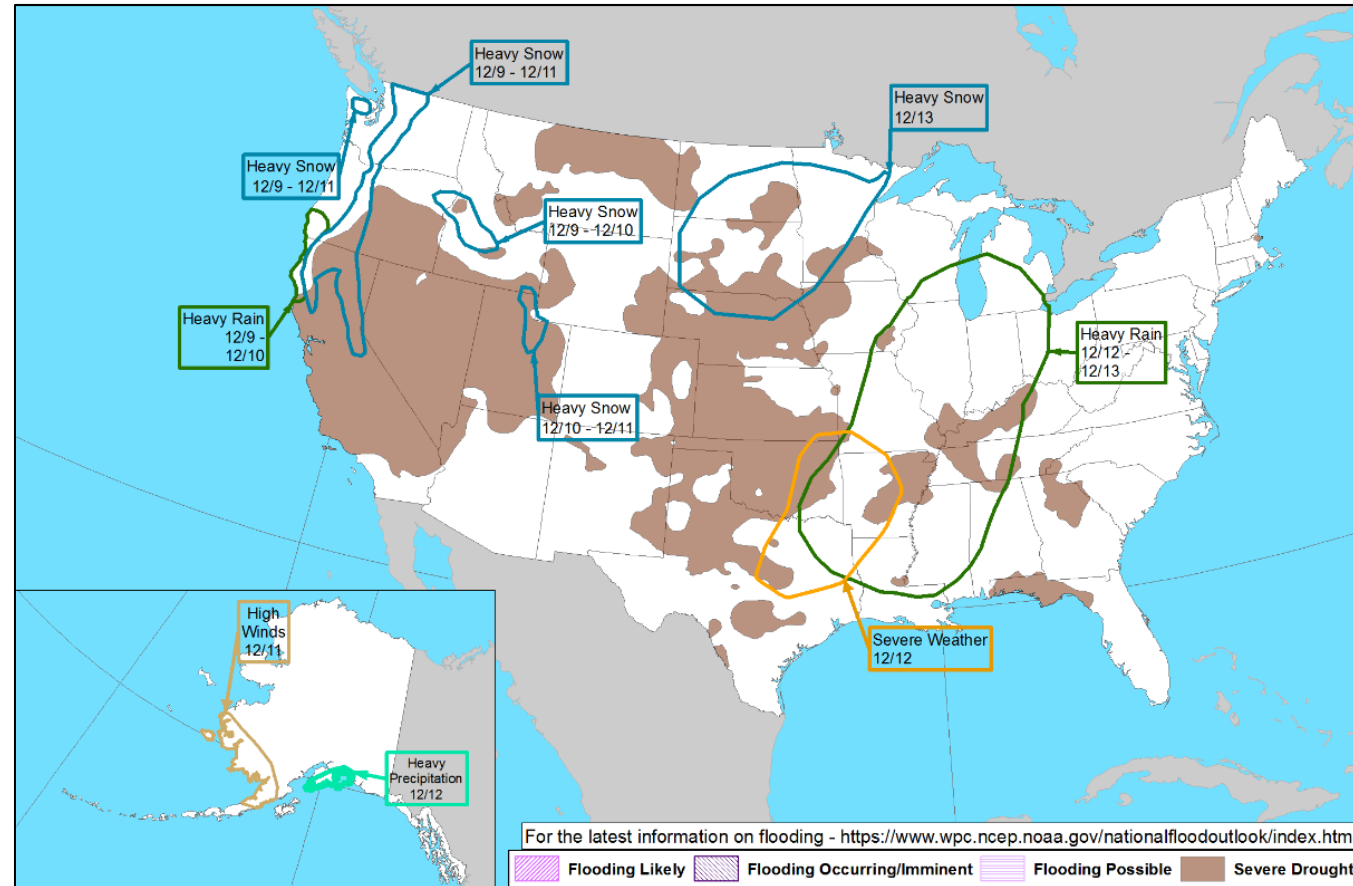 Heavy Snow
12/9 - 12/11
Heavy Snow
12/13
Heavy Snow
12/9 - 12/11
Heavy Snow
12/9 - 12/10
Heavy Rain
12/9 -
12/10
Heavy Rain
12/12 -
12/13
Heavy Snow
12/10 - 12/11
Severe Weather
12/12
High
Winds
12/11
Heavy
Precipitation
12/12
For the latest information on flooding - https://www.wpc.ncep.noaa.gov/nationalfloodoutlook/index.htm
Flooding Likely Flooding Occurring/Imminent Flooding Possible Severe Drought